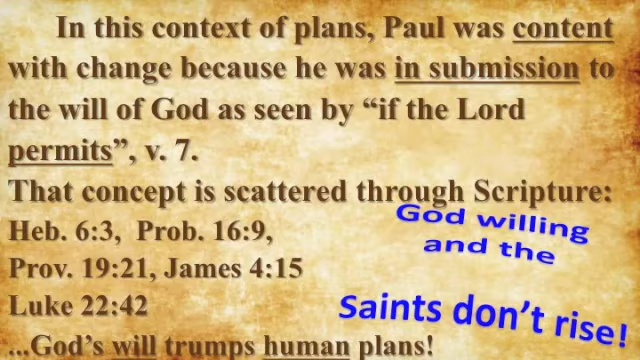 In this context of plans, Paul was content
with change because he was in submission to
the will of God as seen by “if the Lord
permits”, v. 7.
That concept is scattered through Scripture:
Heb. 6:3,  Prob. 16:9,
Prov. 19:21, James 4:15
Luke 22:42
...God’s will trumps human plans!
God willing
and the
Saints don’t rise!